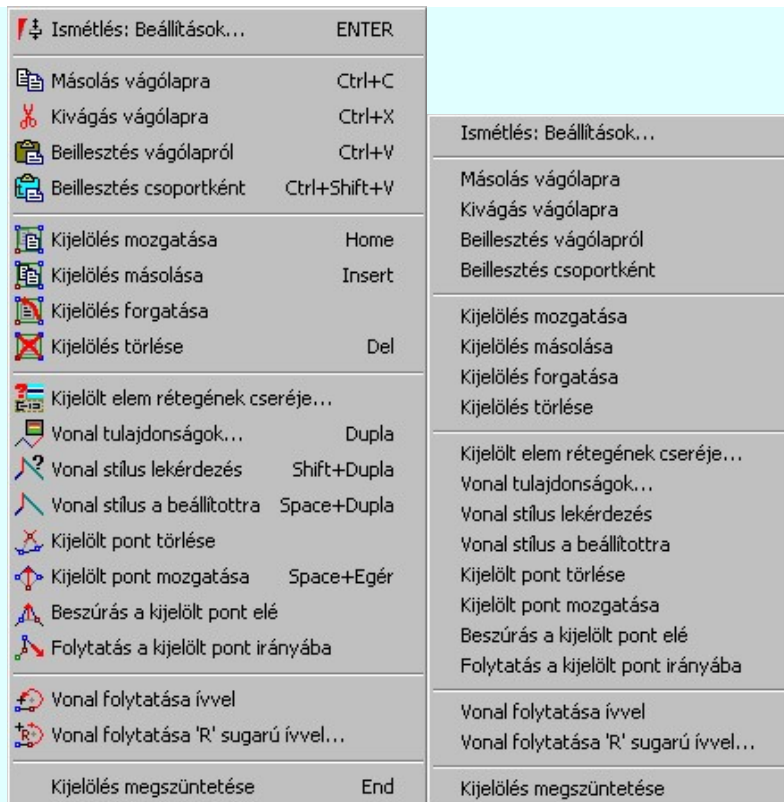 Ismétlés: Beállítások... ENTER
Másolás vágólapra Ctrl+C
Kivágás vágólapra Ctrl+X
Beillesztés vágólapról Ctrl+V
Beillesztés csoportként Ctrl+Shift+V
Kijelölés mozgatása Home
Kijelölés másolása Insert
Kijelölés forgatása
Kijelölés törlése Del
Kijelölt elem rétegének cseréje...
Vonal tulajdonságok... Dupla
Vonal stílus lekérdezés Shift+Dupla
Vonal stílus a beállítottra Space+Dupla
Kijelölt pont törlése
Kijelölt pont mozgatása Space+Egér
Beszúrás a kijelölt pont elé
Folytatás a kijelölt pont irányába
Vonal folytatása ívvel
Vonal folytatása 'R' sugarú ívvel...
Kijelölés megszüntetése End
Ismétlés: Beállítások...
Másolás vágólapra
Kivágás vágólapra
Beillesztés vágólapról
Beillesztés csoportként
Kijelölés mozgatása
Kijelölés másolása
Kijelölés forgatása
Kijelölés törlése
Kijelölt elem rétegének cseréje...
Vonal tulajdonságok...
Vonal stílus lekérdezés
Vonal stílus a beállítottra
Kijelölt pont törlése
Kijelölt pont mozgatása
Beszúrás a kijelölt pont elé
Folytatás a kijelölt pont irányába
Vonal folytatása ívvel
Vonal folytatása 'R' sugarú ívvel...
Kijelölés megszüntetése